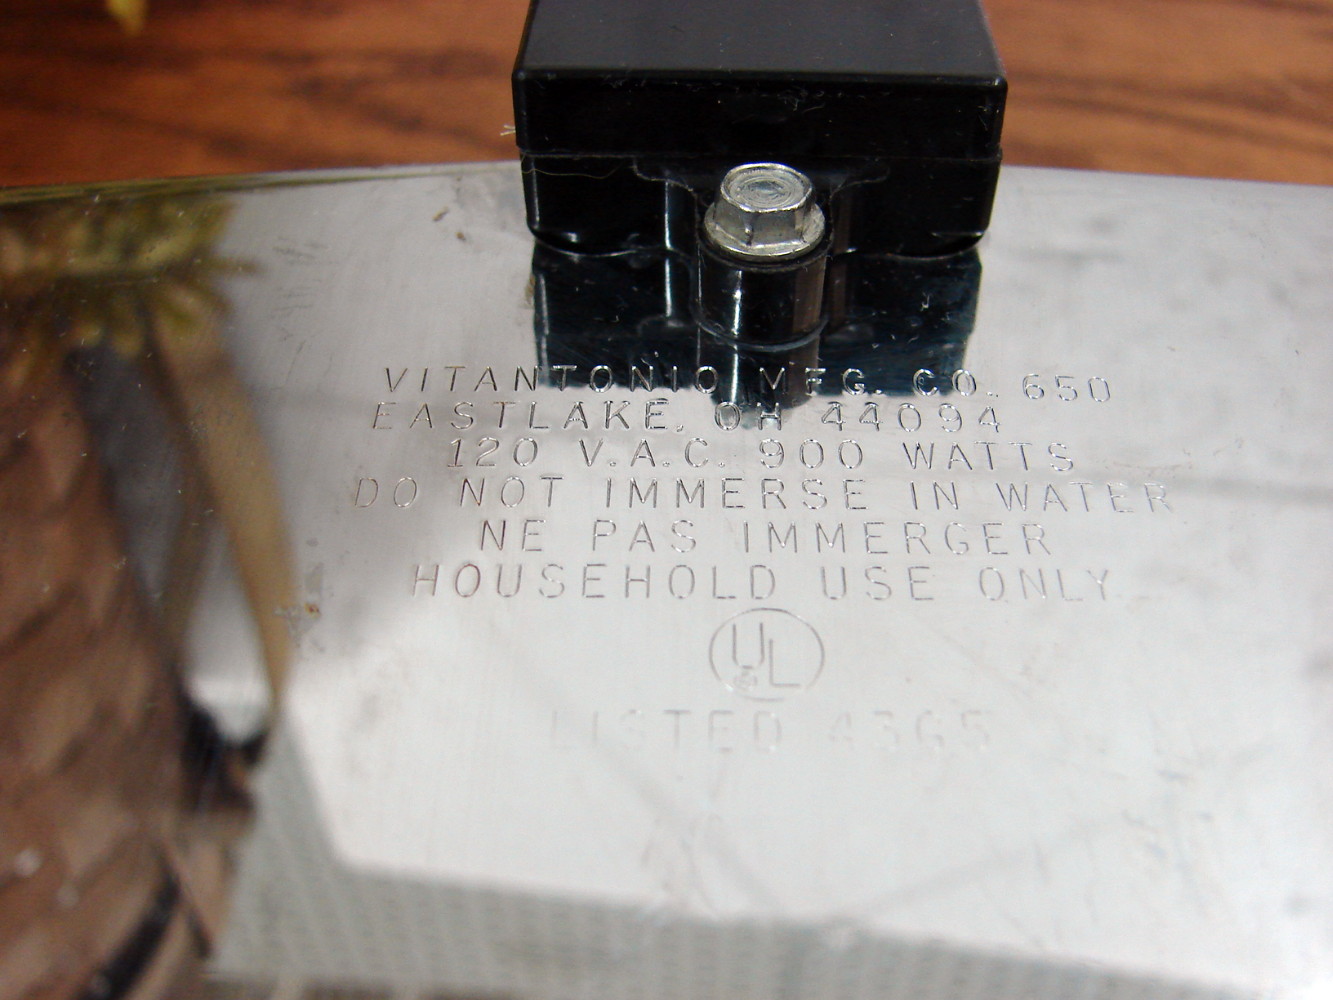 VITANTONIO MFG. CO. 650
EASTLAKE, OH 44094
120 V.A.C. 900 WATTS
DO NOT IMMERSE IN WATER
NE PAS IMMERGER
HOUSEHOLD USE ONLY
UL
LISTED 43G5